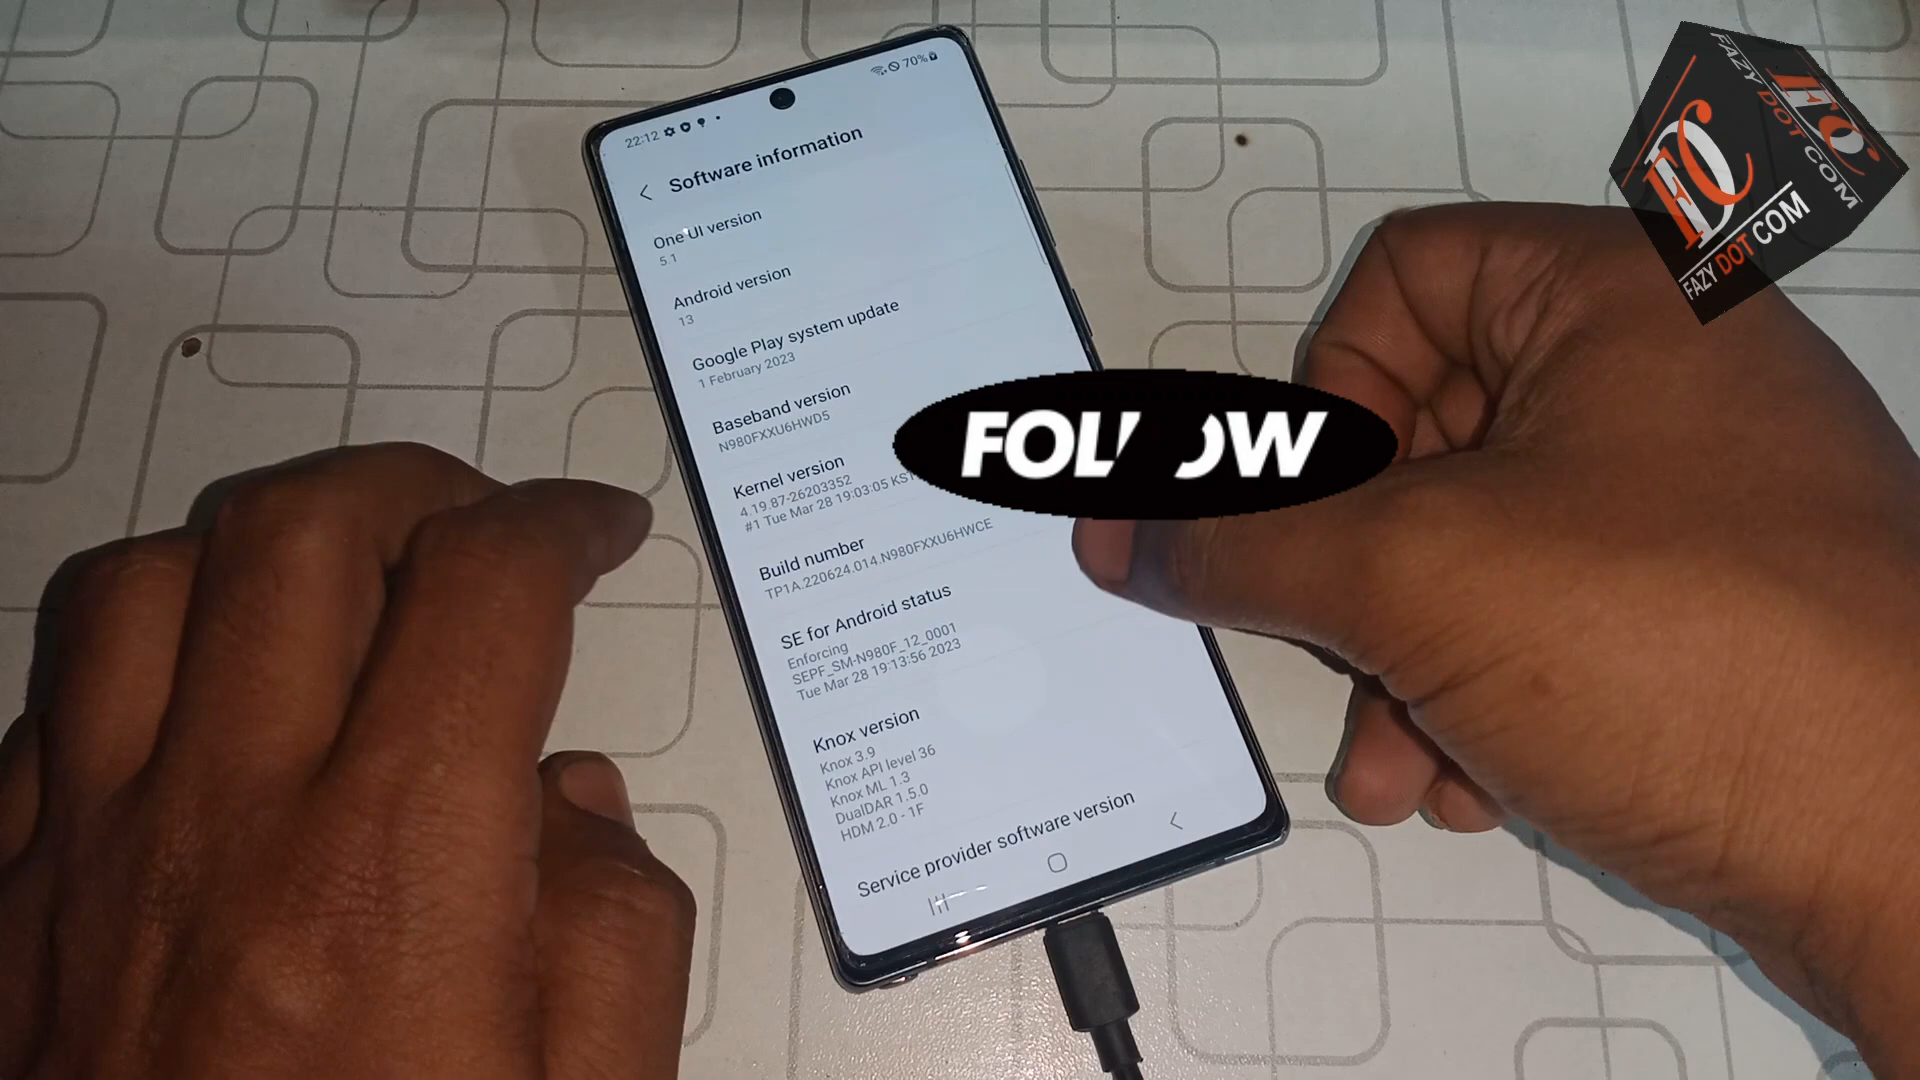 22:12
70%
Software information
One UI version
5.1
Android version
13
Google Play system update
1 February 2023
Baseband version
N980FXXU6HWD5
Kernel version
4.19.87-26203352
#1 Tue Mar 28 19:03:05 KST
Build number
TP1A.220624.014.N980FXXU6HWCE
SE for Android status
Enforcing
SEPF_SM-N980F_12_0001
Tue Mar 28 19:13:56 2023
Knox version
Knox 3.9
Knox API level 36
Knox ML 1.3
DualDAR 1.5.0
HDM 2.0 - 1F
Service provider software version
FDC
FAZY DOT COM
FDC
FAZY DOT COM